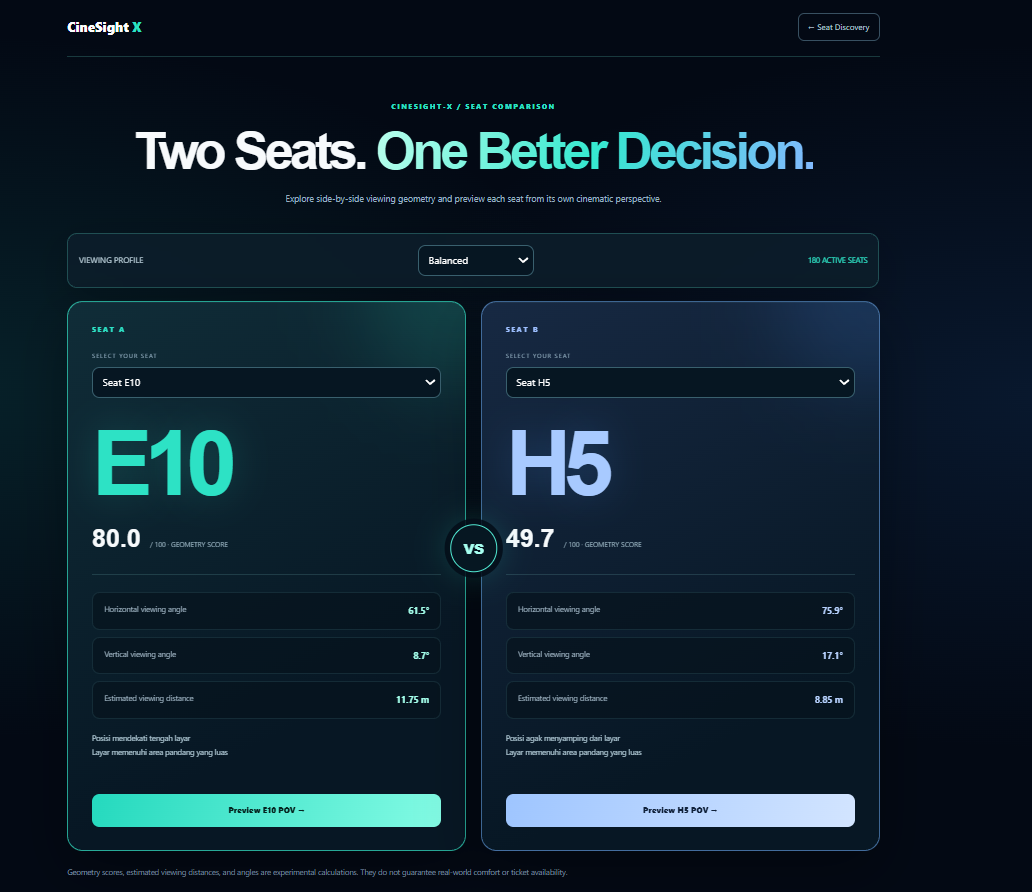 CineSight X
← Seat Discovery
CINESIGHT-X / SEAT COMPARISON
Two Seats. One Better Decision.
Explore side-by-side viewing geometry and preview each seat from its own cinematic perspective.
VIEWING PROFILE
Balanced
180 ACTIVE SEATS
SEAT A
SELECT YOUR SEAT
Seat E10
E10
80.0 / 100 · GEOMETRY SCORE
Horizontal viewing angle 61.5°
Vertical viewing angle 8.7°
Estimated viewing distance 11.75 m
Posisi mendekati tengah layar
Layar memenuhi area pandang yang luas
Preview E10 POV →
VS
SEAT B
SELECT YOUR SEAT
Seat H5
H5
49.7 / 100 · GEOMETRY SCORE
Horizontal viewing angle 75.9°
Vertical viewing angle 17.1°
Estimated viewing distance 8.85 m
Posisi agak menyamping dari layar
Layar memenuhi area pandang yang luas
Preview H5 POV →
Geometry scores, estimated viewing distances, and angles are experimental calculations. They do not guarantee real-world comfort or ticket availability.